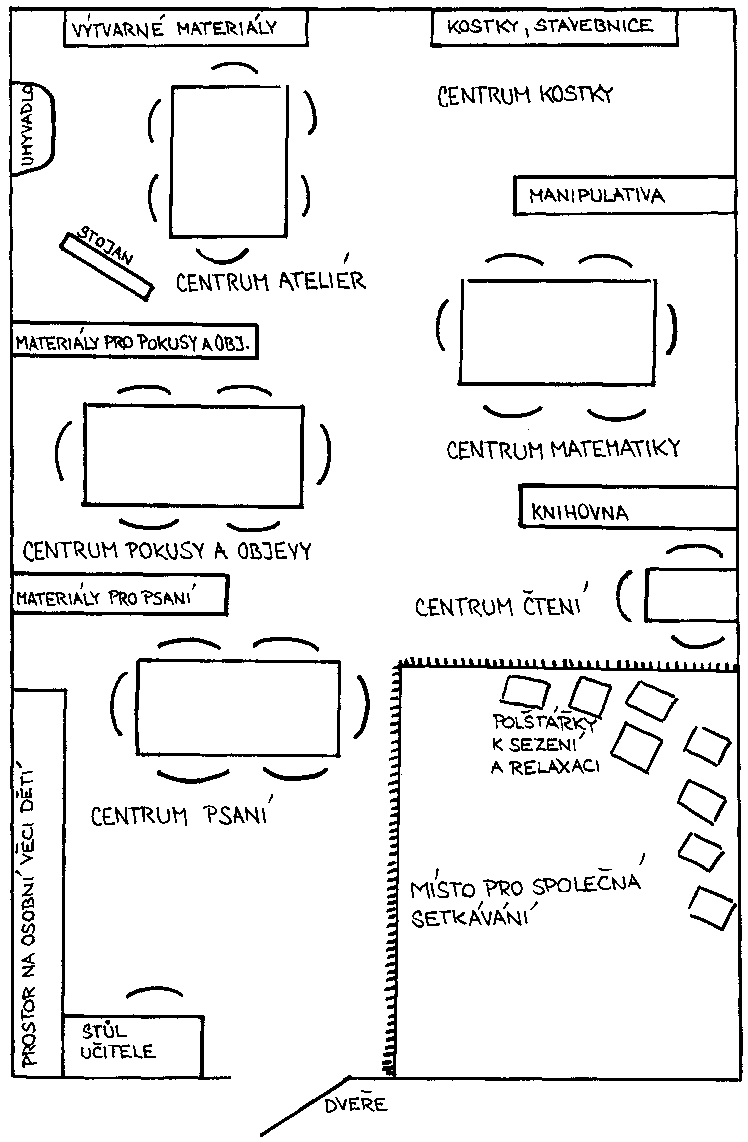 VÝTVARNÉ MATERIÁLY
KOSTKY, STAVEBNICE
UMYVADLO
CENTRUM KOSTKY
MANIPULATIVA
STOJAN
CENTRUM ATELIÉR
MATERIÁLY PRO POKUSY A OBJ.
CENTRUM MATEMATIKY
KNIHOVNA
CENTRUM POKUSY A OBJEVY
MATERIÁLY PRO PSANÍ
CENTRUM ČTENÍ
POLŠTÁŘKY
K SEZENÍ
A RELAXACI
CENTRUM PSANÍ
PROSTOR NA OSOBNÍ VĚCI DĚTÍ
MÍSTO PRO SPOLEČNÁ
SETKÁVÁNÍ
STŮL
UČITELE
DVEŘE